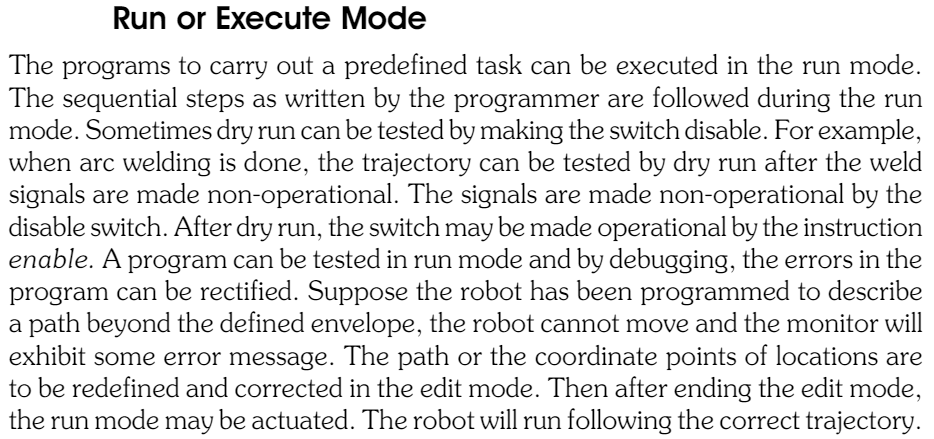 Run or Execute Mode
The programs to carry out a predefined task can be executed in the run mode.
The sequential steps as written by the programmer are followed during the run
mode. Sometimes dry run can be tested by making the switch disable. For example,
when arc welding is done, the trajectory can be tested by dry run after the weld
signals are made non-operational. The signals are made non-operational by the
disable switch. After dry run, the switch may be made operational by the instruction
enable. A program can be tested in run mode and by debugging, the errors in the
program can be rectified. Suppose the robot has been programmed to describe
a path beyond the defined envelope, the robot cannot move and the monitor will
exhibit some error message. The path or the coordinate points of locations are
to be redefined and corrected in the edit mode. Then after ending the edit mode,
the run mode may be actuated. The robot will run following the correct trajectory.